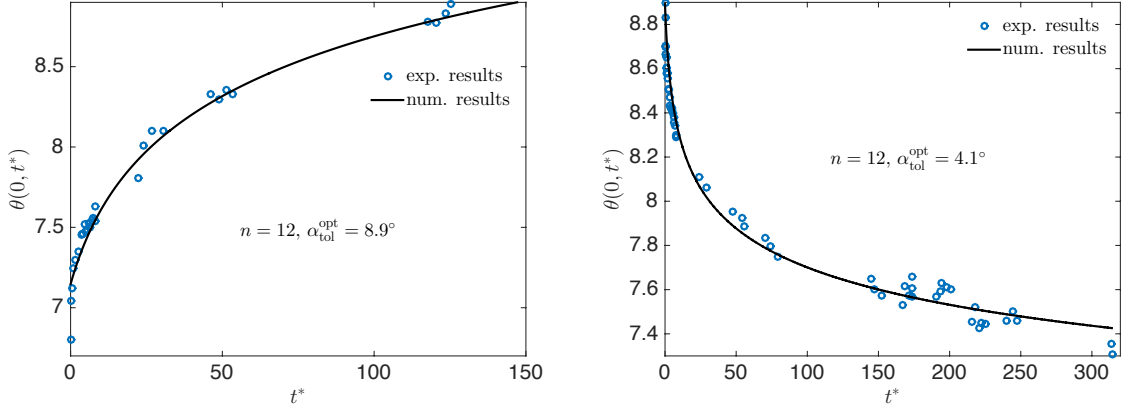 8.5
8
7.5
7
0
50
100
150
θ(0, t*)
t*
exp. results
num. results
n = 12, α_tol^opt = 8.9°
8.8
8.6
8.4
8.2
8
7.8
7.6
7.4
0
50
100
150
200
250
300
θ(0, t*)
t*
exp. results
num. results
n = 12, α_tol^opt = 4.1°